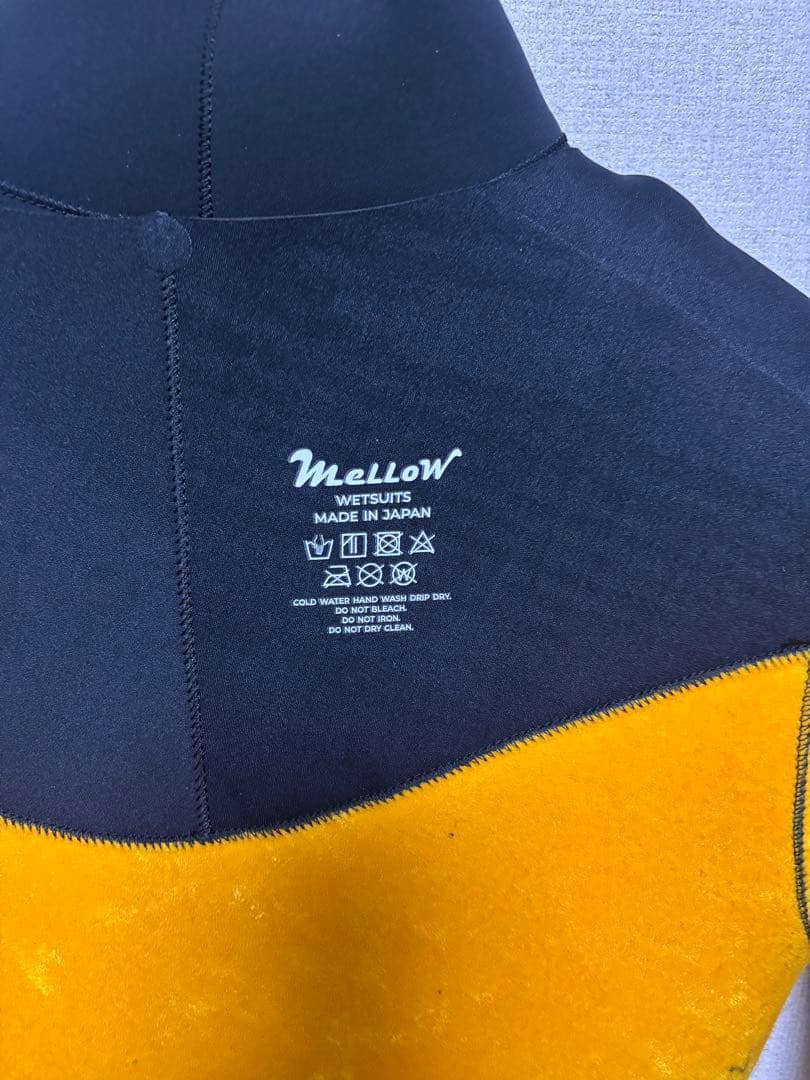 Mellow
WETSUITS
MADE IN JAPAN
COLD WATER HAND WASH DRIP DRY.
DO NOT BLEACH.
DO NOT IRON.
DO NOT DRY CLEAN.